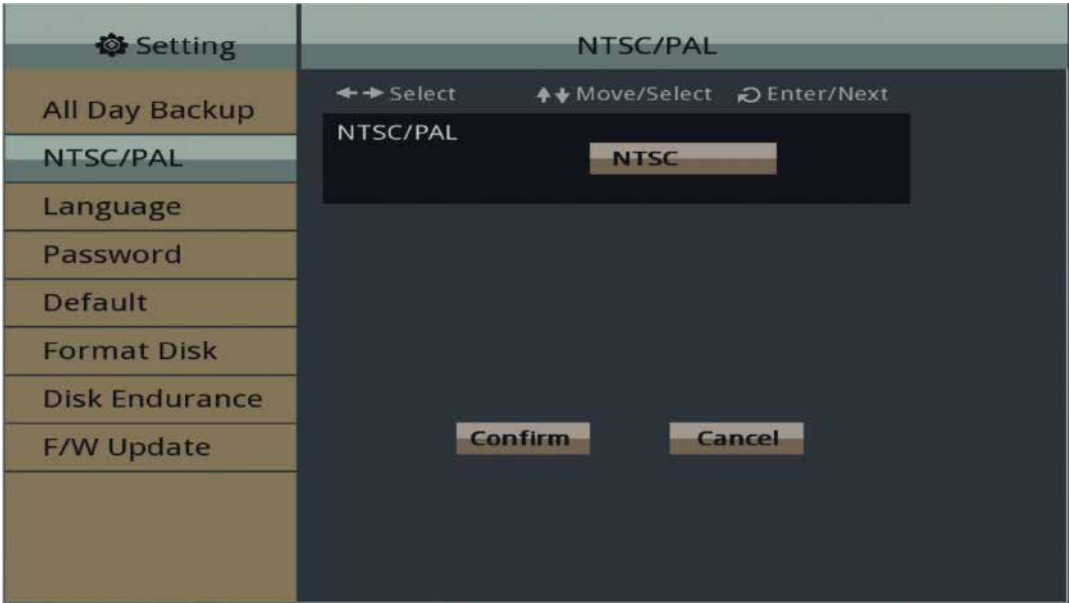 Setting
NTSC/PAL
Select Move/Select Enter/Next
All Day Backup
NTSC/PAL
Language
Password
Default
Format Disk
Disk Endurance
F/W Update
NTSC/PAL
NTSC
Confirm Cancel